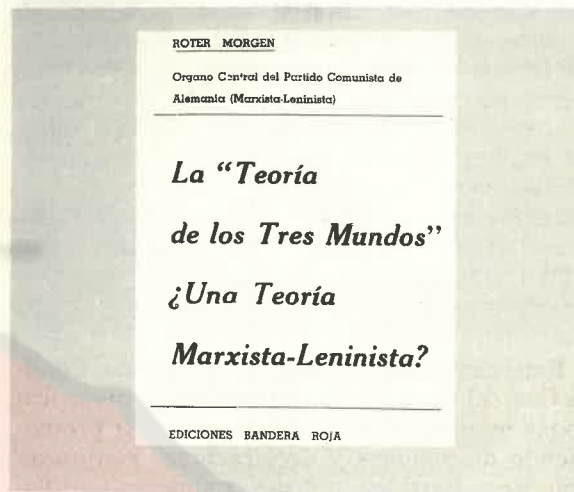 ROTER MORGEN
Organo Central del Partido Comunista de
Alemania (Marxista-Leninista)
La “Teoría
de los Tres Mundos”
¿Una Teoría
Marxista-Leninista?
EDICIONES BANDERA ROJA